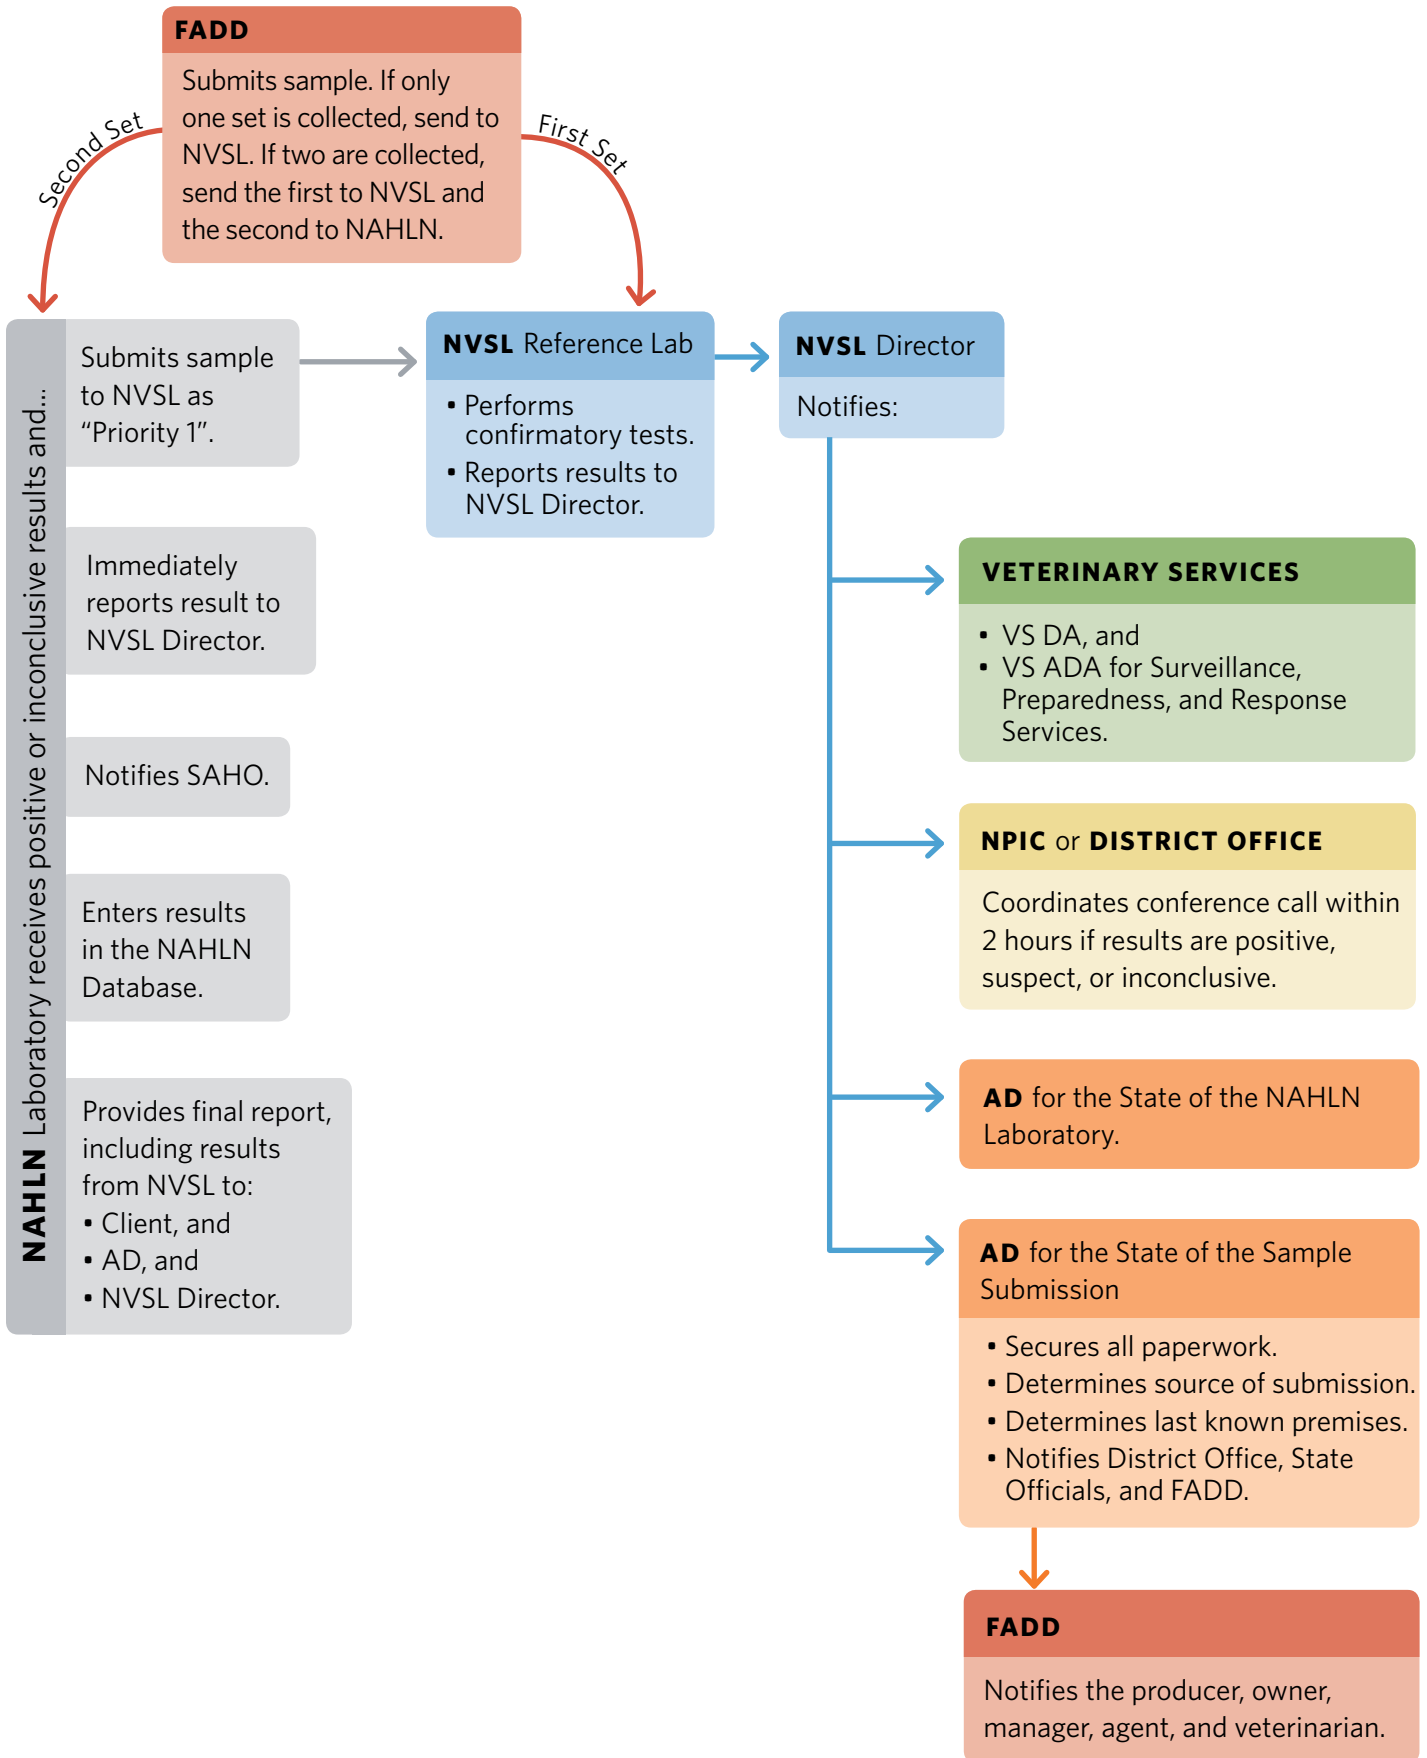 FADD
Submits sample. If only
one set is collected, send to
NVSL. If two are collected,
send the first to NVSL and
the second to NAHLN.
Second Set
First Set
NAHLN Laboratory receives positive or inconclusive results and...
Submits sample
to NVSL as
“Priority 1”.
Immediately
reports result to
NVSL Director.
Notifies SAHO.
Enters results
in the NAHLN
Database.
Provides final report,
including results
from NVSL to:
• Client, and
• AD, and
• NVSL Director.
NVSL Reference Lab
• Performs
confirmatory tests.
• Reports results to
NVSL Director.
NVSL Director
Notifies:
VETERINARY SERVICES
• VS DA, and
• VS ADA for Surveillance,
Preparedness, and Response
Services.
NPIC or DISTRICT OFFICE
Coordinates conference call within
2 hours if results are positive,
suspect, or inconclusive.
AD for the State of the NAHLN
Laboratory.
AD for the State of the Sample
Submission
• Secures all paperwork.
• Determines source of submission.
• Determines last known premises.
• Notifies District Office, State
Officials, and FADD.
FADD
Notifies the producer, owner,
manager, agent, and veterinarian.